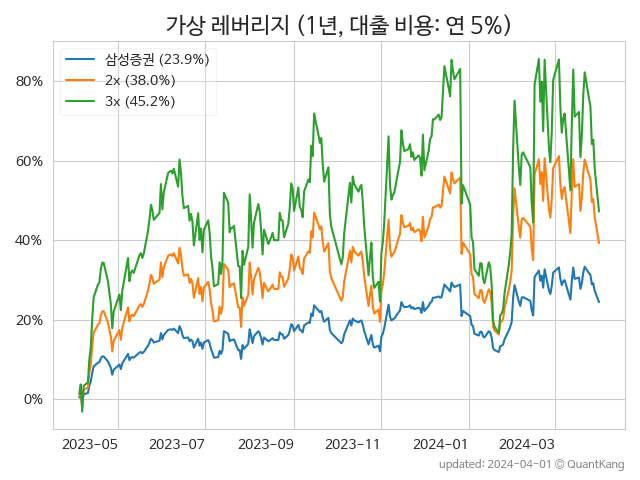 가상 레버리지 (1년, 대출 비용: 연 5%)
삼성증권 (23.9%)
2x (38.0%)
3x (45.2%)
80%
60%
40%
20%
0%
2023-05 2023-07 2023-09 2023-11 2024-01 2024-03
updated: 2024-04-01 © QuantKang